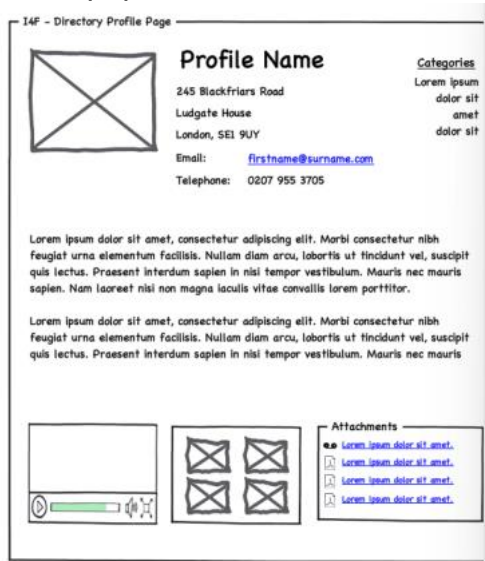 I4F - Directory Profile Page
Profile Name
245 Blackfriars Road
Ludgate House
London, SE1 9UY
Email: firstname@surname.com
Telephone: 0207 955 3705
Categories
Lorem ipsum
dolor sit
amet
dolor sit
Lorem ipsum dolor sit amet, consectetur adipiscing elit. Morbi consectetur nibh
feugiat urna elementum facilisis. Nullam diam arcu, lobortis ut tincidunt vel, suscipit
quis lectus. Praesent interdum sapien in nisi tempor vestibulum. Mauris nec mauris
sapien. Nam laoreet nisi non magna iaculis vitae convallis lorem porttitor.
Lorem ipsum dolor sit amet, consectetur adipiscing elit. Morbi consectetur nibh
feugiat urna elementum facilisis. Nullam diam arcu, lobortis ut tincidunt vel, suscipit
quis lectus. Praesent interdum sapien in nisi tempor vestibulum. Mauris nec mauris
Attachments
Lorem ipsum dolor sit amet.
Lorem ipsum dolor sit amet.
Lorem ipsum dolor sit amet.
Lorem ipsum dolor sit amet.